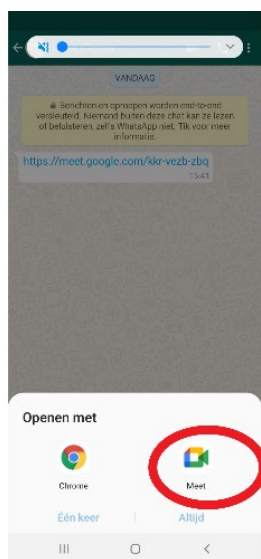 VANDAAG
Berichten en oproepen worden end-to-end
versleuteld. Niemand buiten deze chat kan ze lezen
of beluisteren, zelfs WhatsApp niet. Tik voor meer
informatie.
https://meet.google.com/kkr-vezb-zbq
15:41
Openen met
Chrome
Meet
Één keer
Altijd